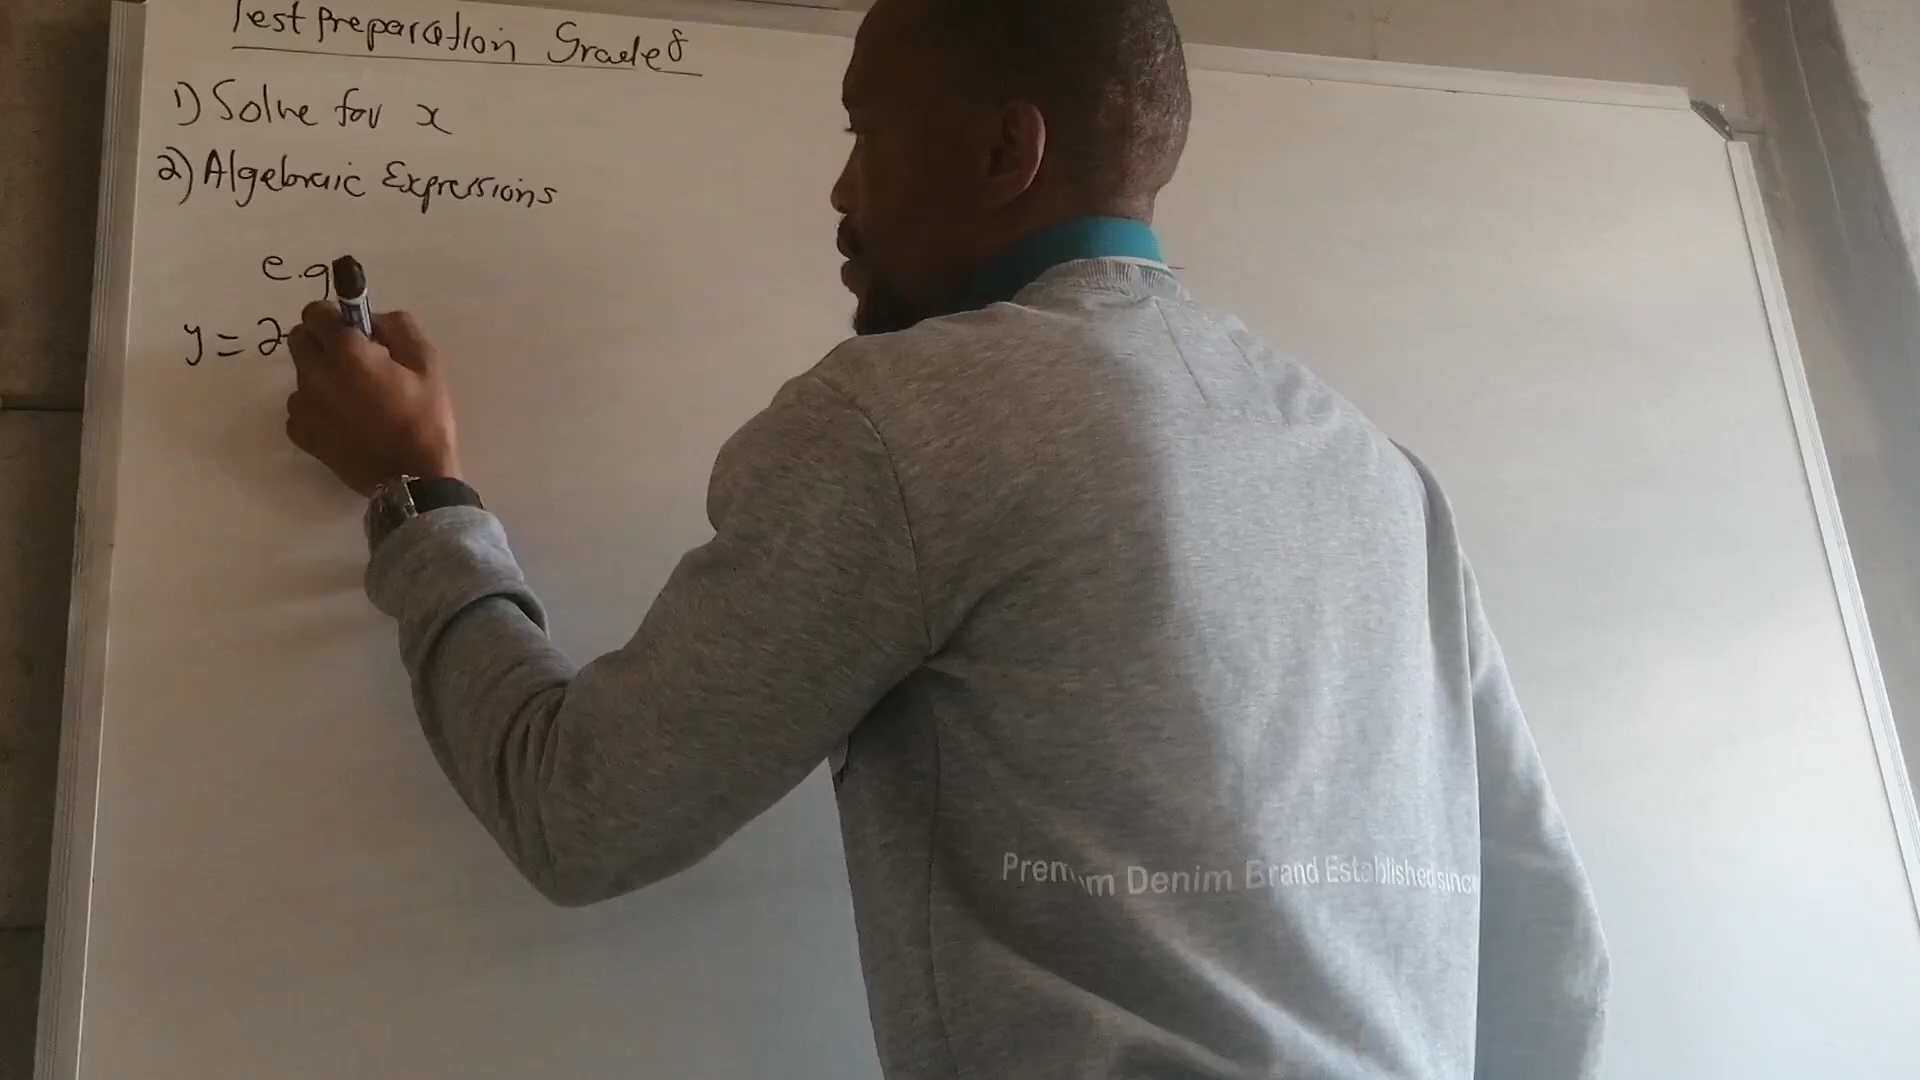 Test Preparation Grade 8
1) Solve for x
2) Algebraic Expressions
e.g
y = 2
Premium Denim Brand Established since